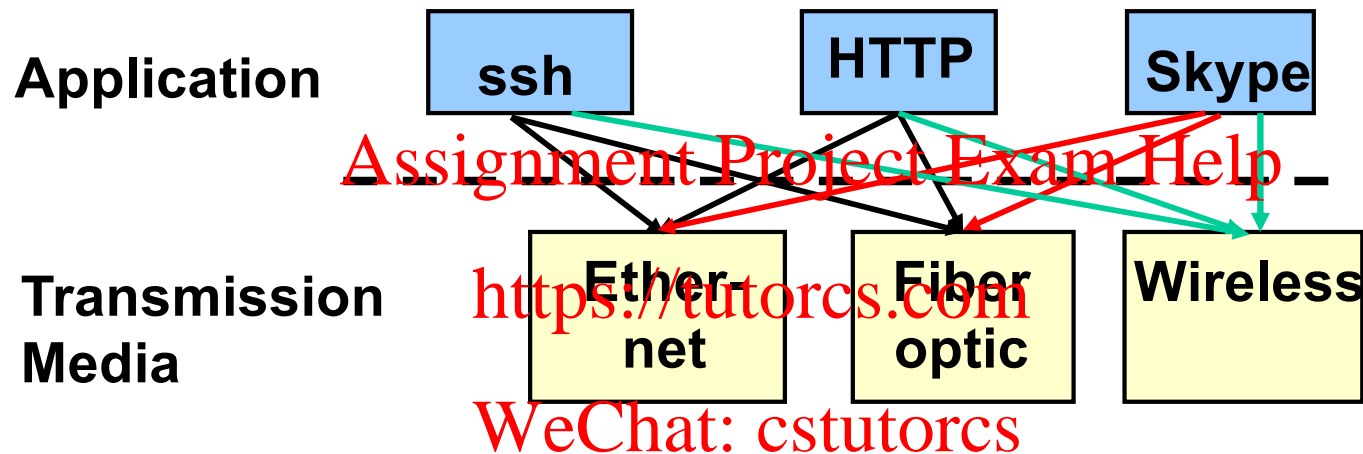 Application
ssh
HTTP
Skype
Assignment Project Exam Help
Transmission
Media
Ether-
net
Fiber
optic
Wireless
https://tutorcs.com
WeChat: cstutorcs